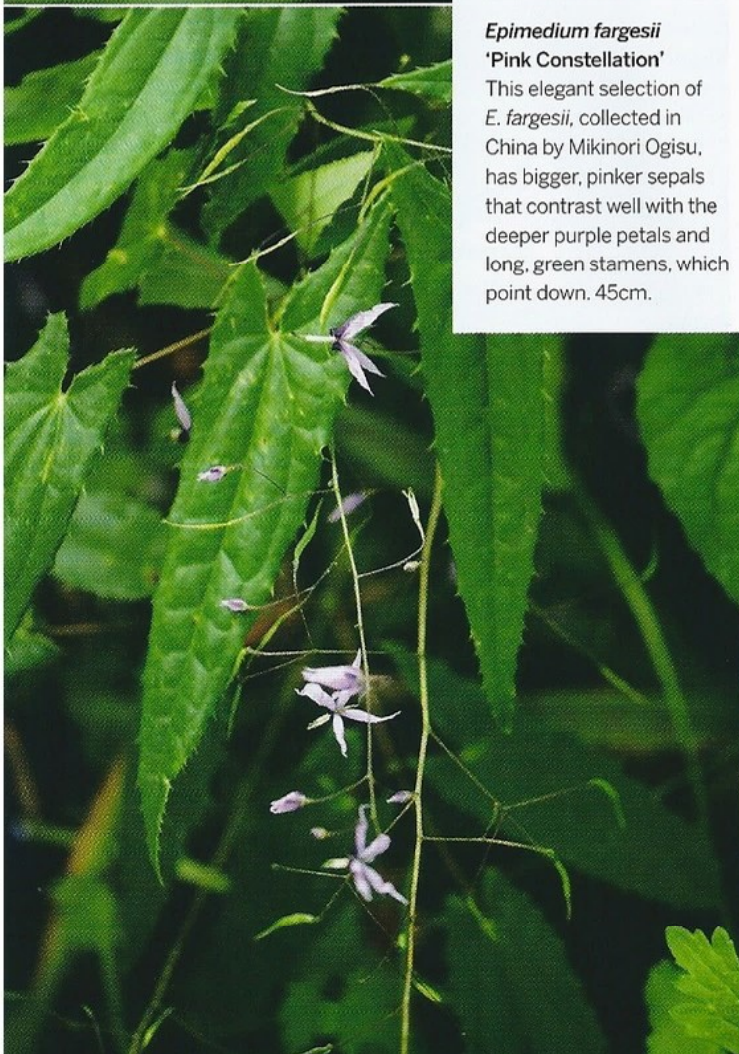 Epimedium fargesii
‘Pink Constellation’
This elegant selection of
E. fargesii, collected in
China by Mikinori Ogisu,
has bigger, pinker sepals
that contrast well with the
deeper purple petals and
long, green stamens, which
point down. 45cm.